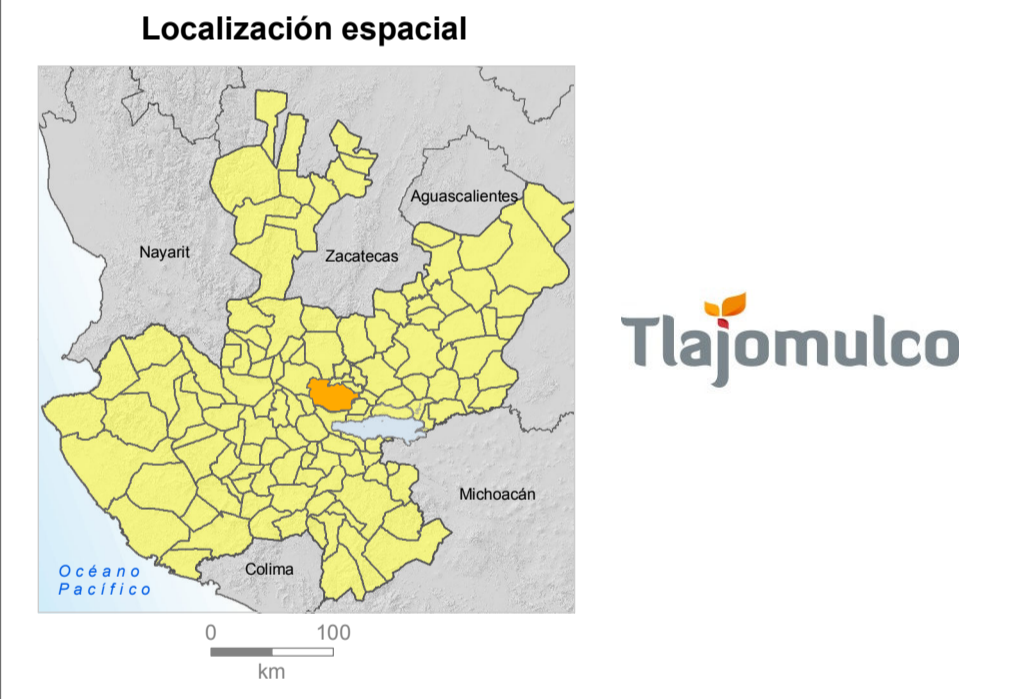 Localización espacial
Aguascalientes
Nayarit
Zacatecas
Tlajomulco
Michoacán
Colima
Océano
Pacífico
0 100
km